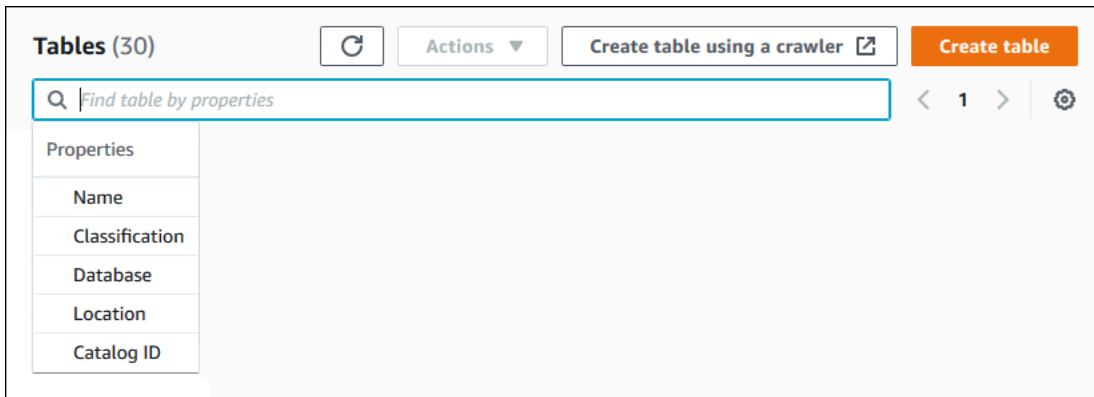 Tables (30)
Actions
Create table using a crawler
Create table
Find table by properties
1
Properties
Name
Classification
Database
Location
Catalog ID